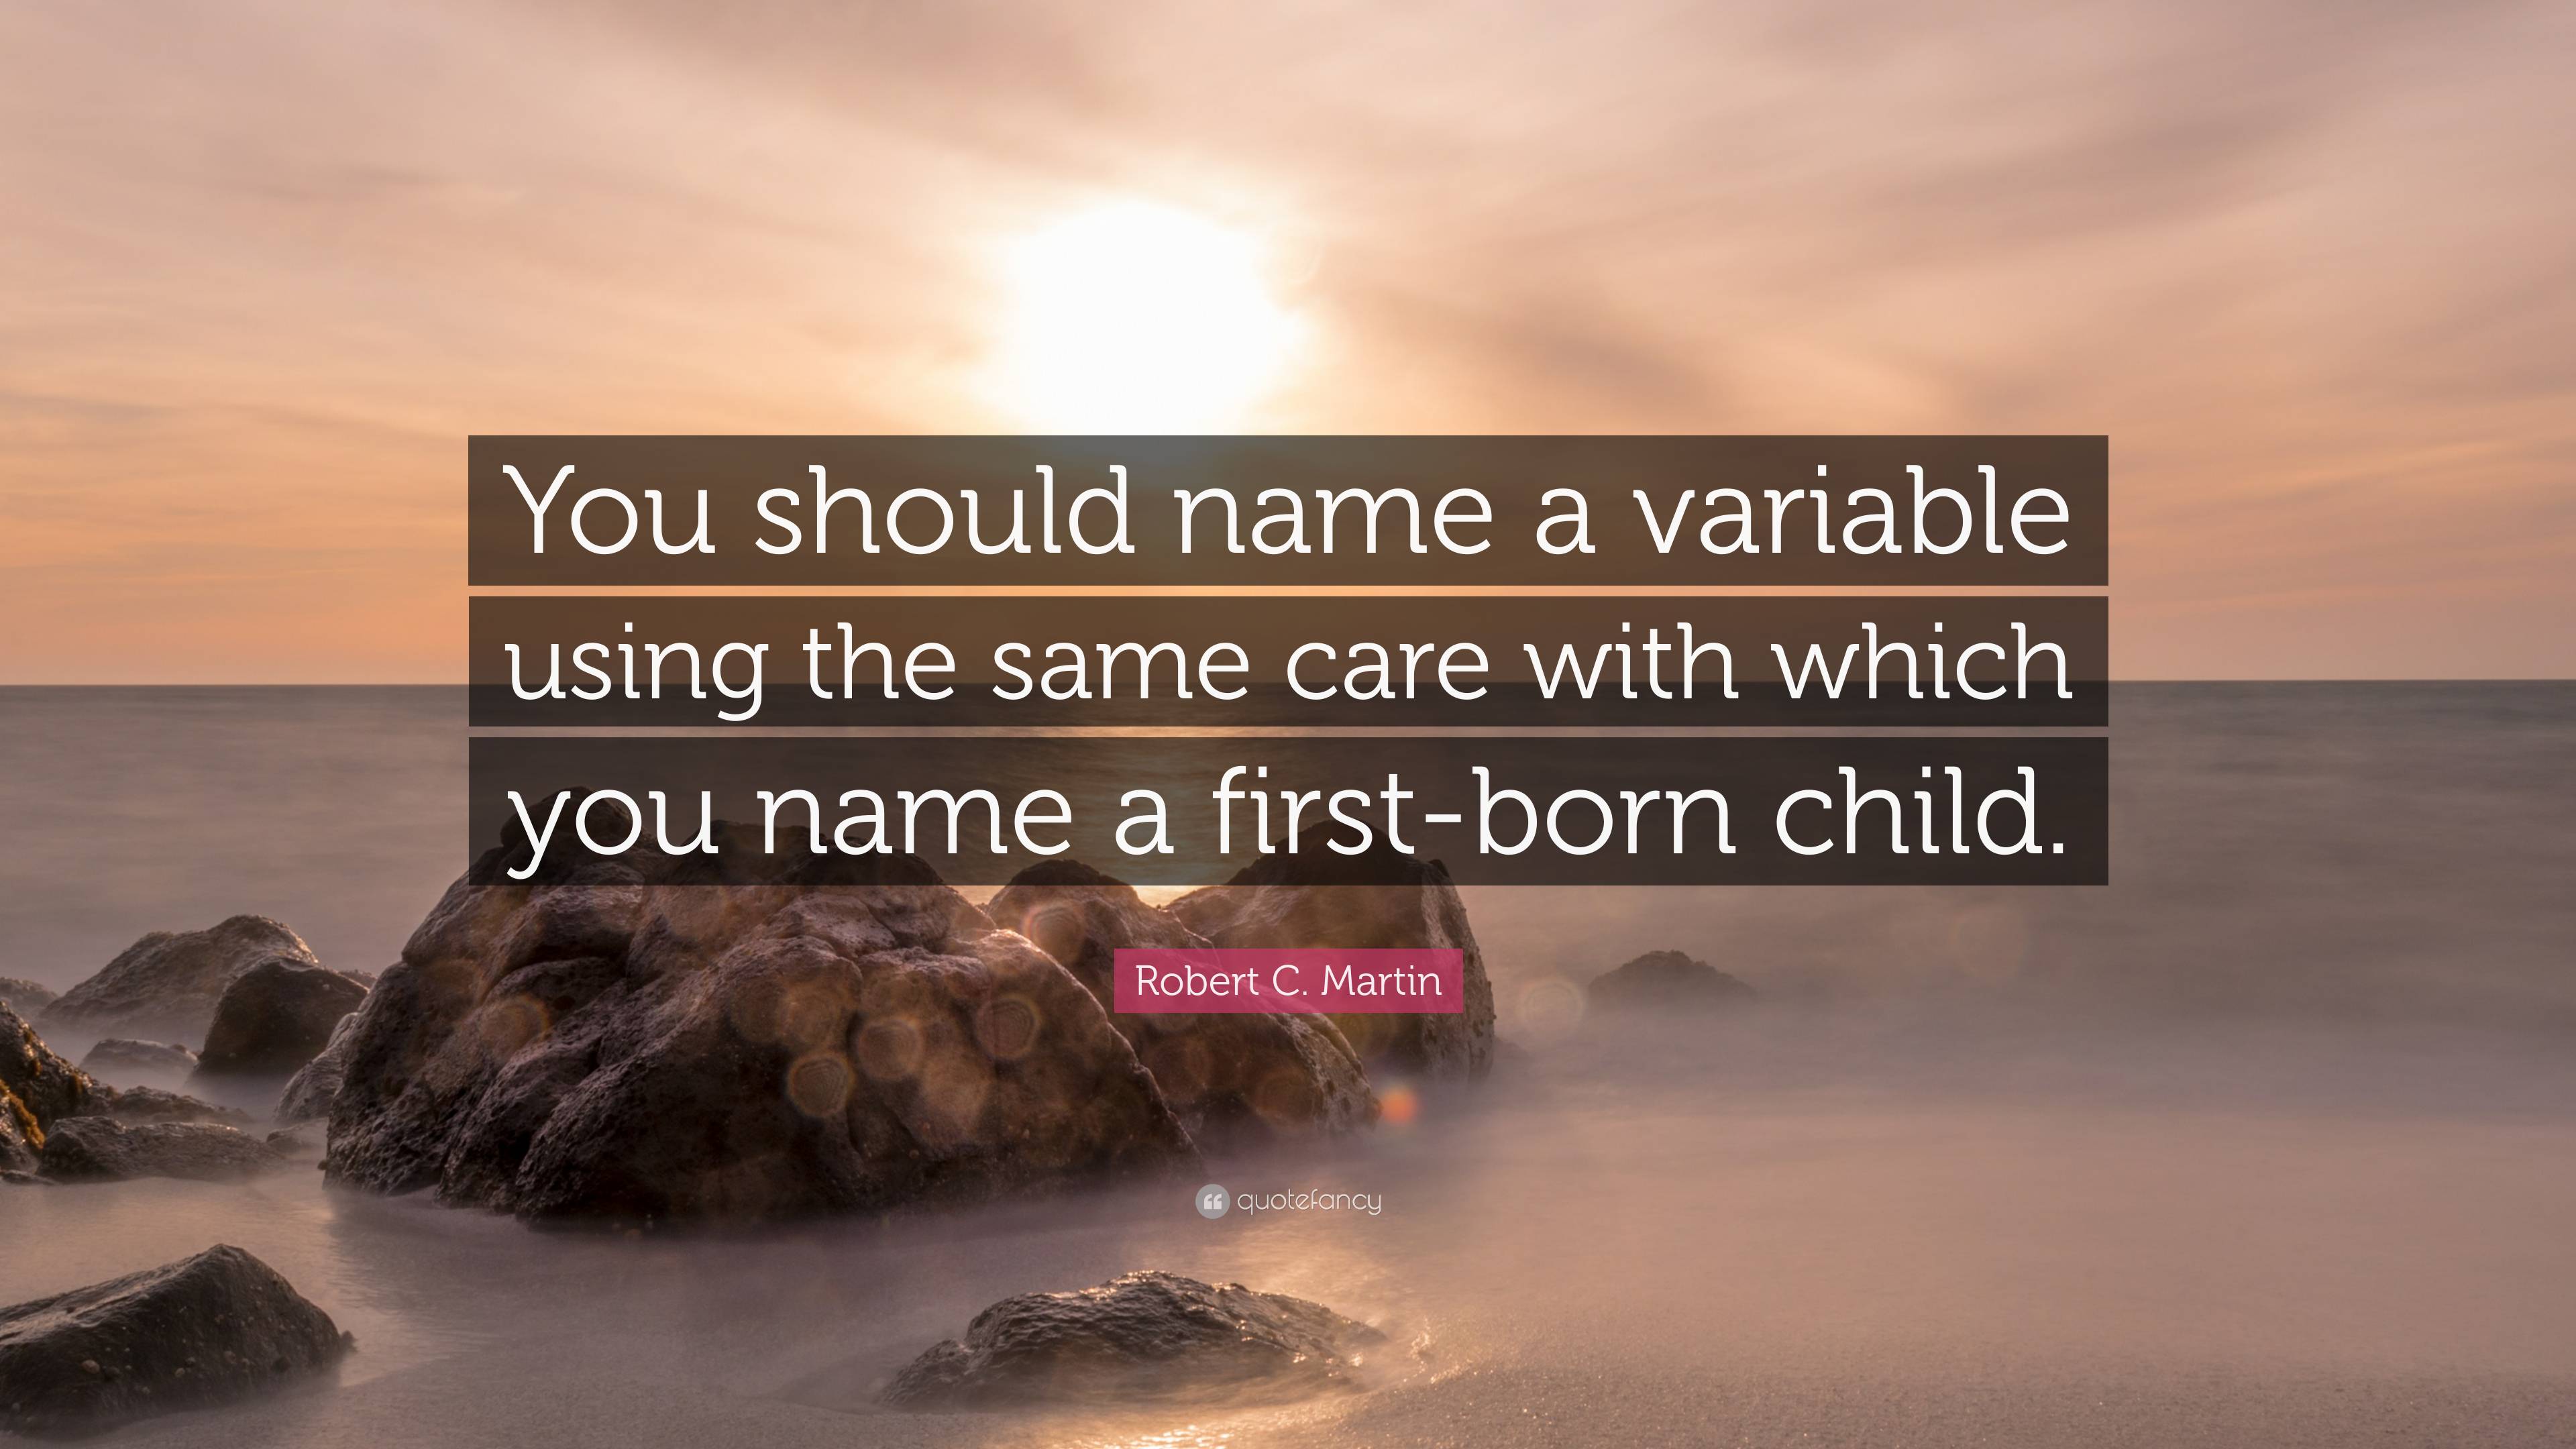 You should name a variable
using the same care with which
you name a first-born child.
Robert C. Martin
quotefancy